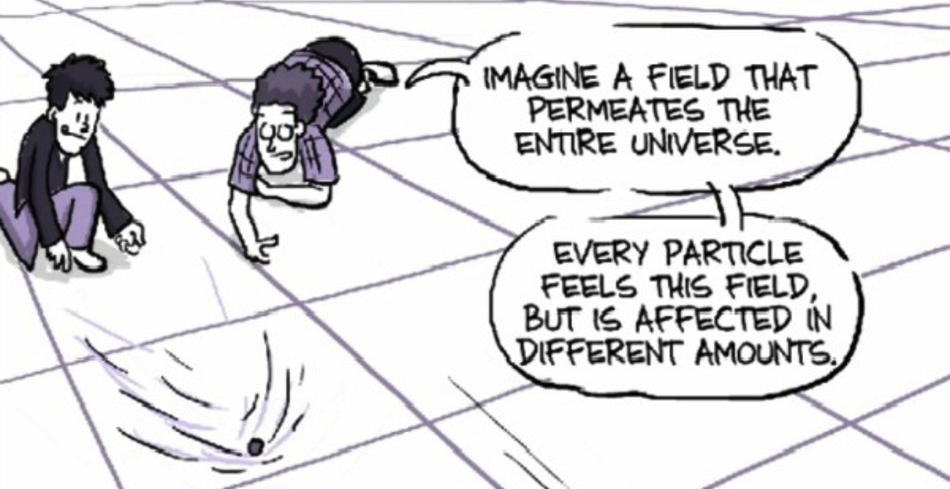 IMAGINE A FIELD THAT
PERMEATES THE
ENTIRE UNIVERSE.
EVERY PARTICLE
FEELS THIS FIELD,
BUT IS AFFECTED IN
DIFFERENT AMOUNTS.